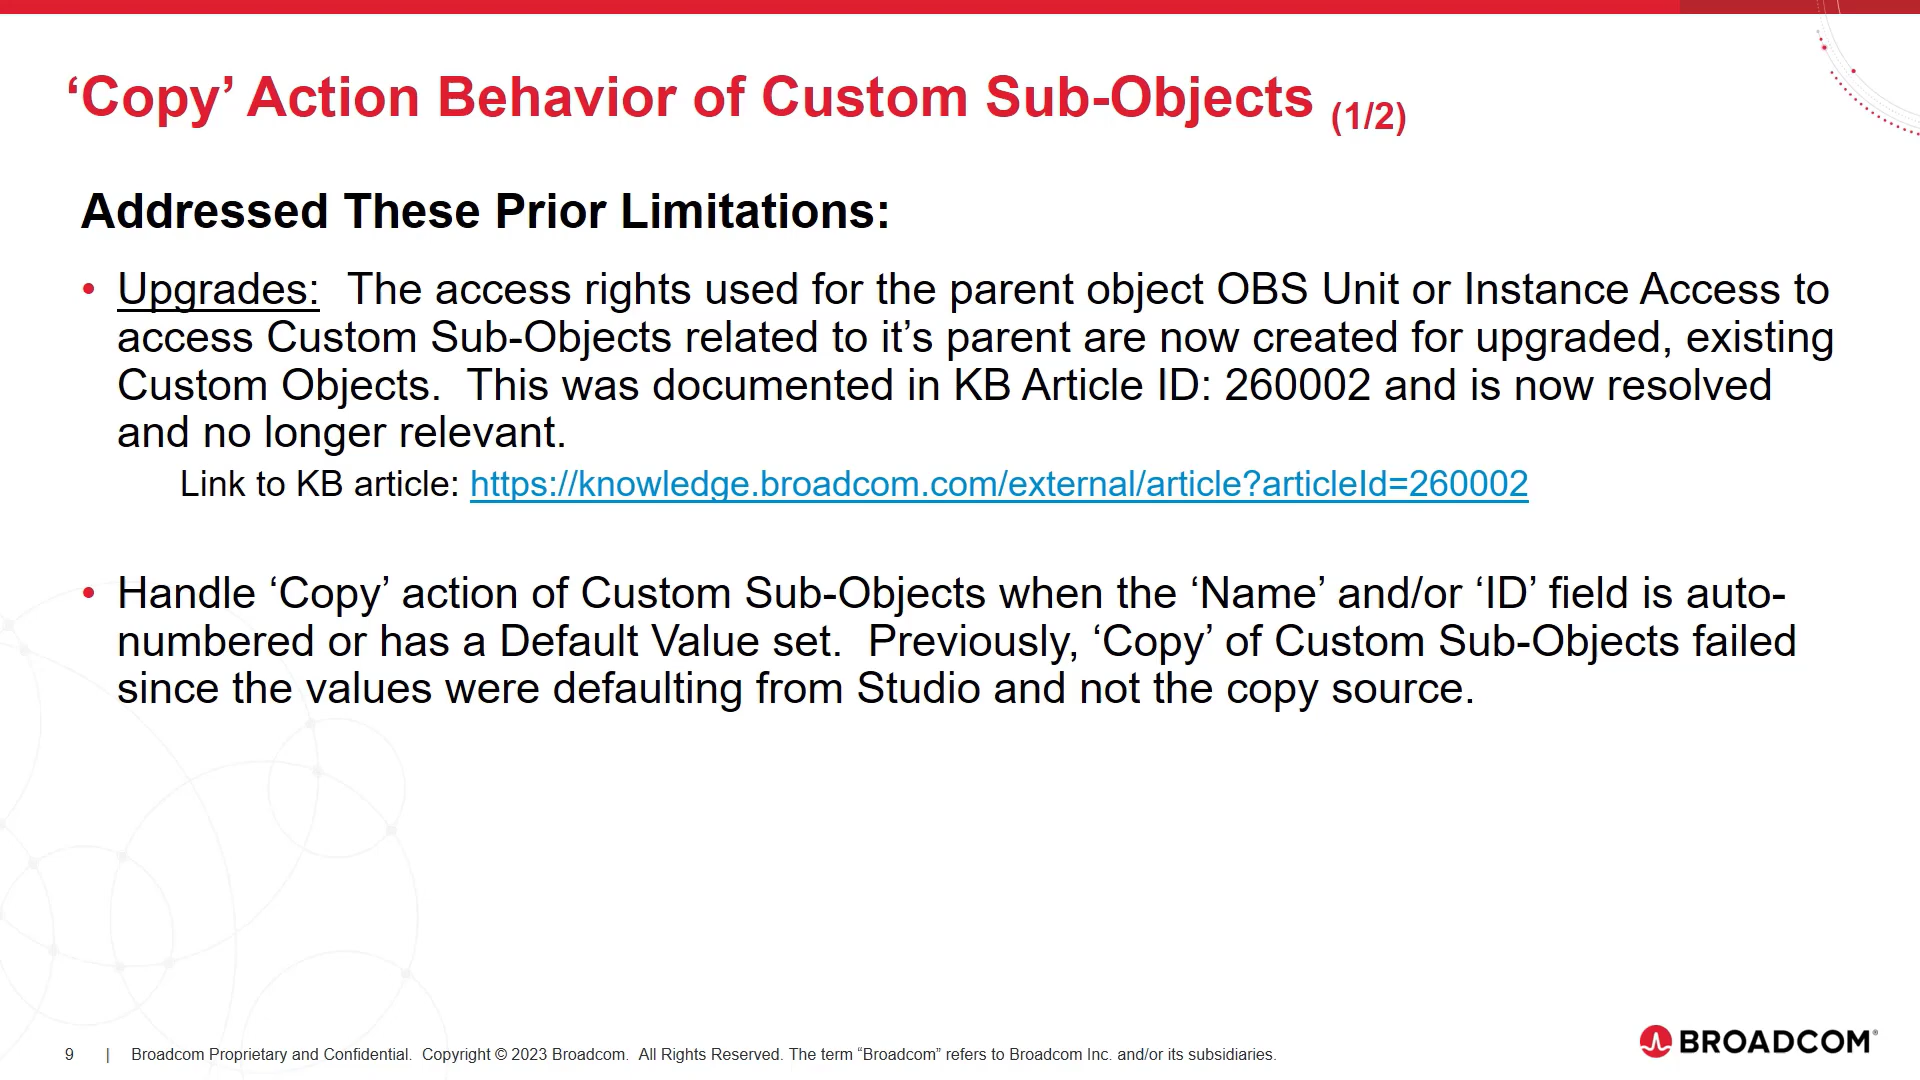 ‘Copy’ Action Behavior of Custom Sub-Objects (1/2)
Addressed These Prior Limitations:
• Upgrades:  The access rights used for the parent object OBS Unit or Instance Access to
access Custom Sub-Objects related to it’s parent are now created for upgraded, existing
Custom Objects.  This was documented in KB Article ID: 260002 and is now resolved
and no longer relevant.
Link to KB article: https://knowledge.broadcom.com/external/article?articleId=260002
• Handle ‘Copy’ action of Custom Sub-Objects when the ‘Name’ and/or ‘ID’ field is auto-
numbered or has a Default Value set.  Previously, ‘Copy’ of Custom Sub-Objects failed
since the values were defaulting from Studio and not the copy source.
9 | Broadcom Proprietary and Confidential.  Copyright © 2023 Broadcom.  All Rights Reserved. The term “Broadcom” refers to Broadcom Inc. and/or its subsidiaries.
BROADCOM®